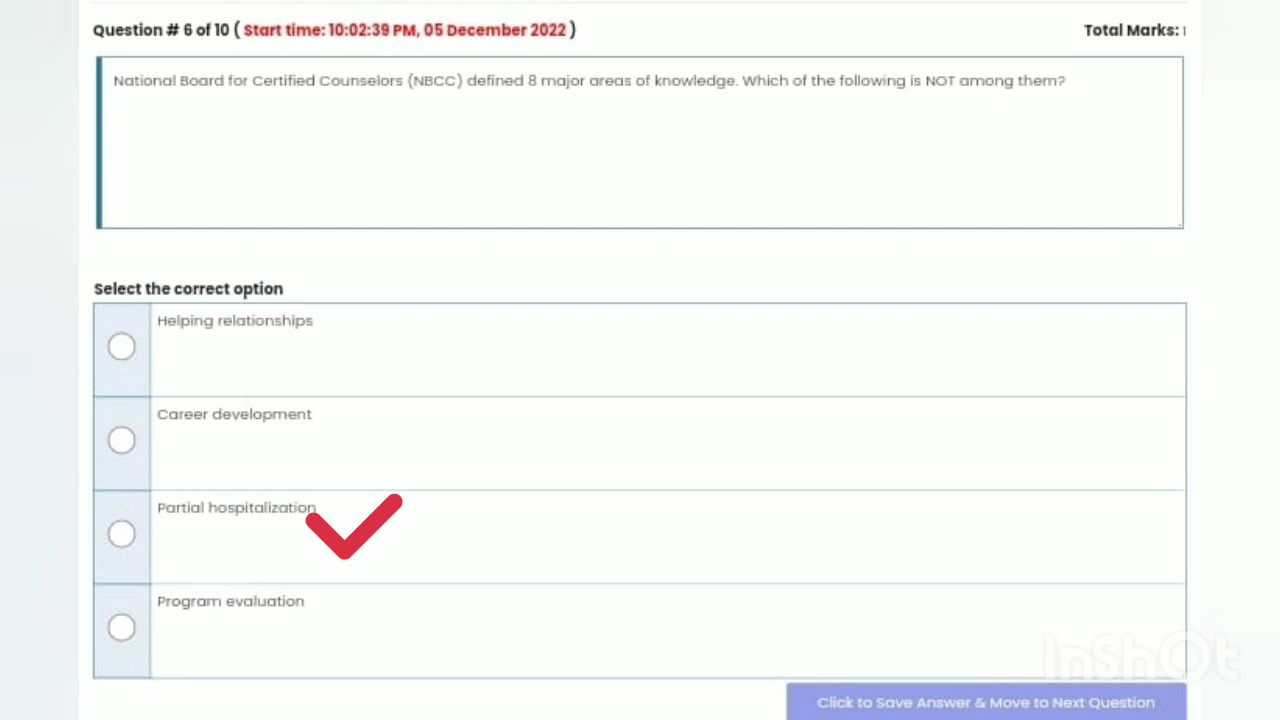 Question # 6 of 10 ( Start time: 10:02:39 PM, 05 December 2022 )
Total Marks:
National Board for Certified Counselors (NBCC) defined 8 major areas of knowledge. Which of the following is NOT among them?
Select the correct option
Helping relationships
Career development
Partial hospitalization
Program evaluation
InShOt
Click to Save Answer & Move to Next Question